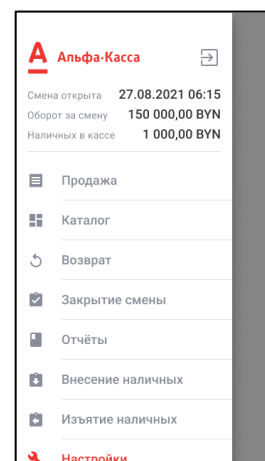 А Альфа·Касса
Смена открыта 27.08.2021 06:15
Оборот за смену 150 000,00 BYN
Наличных в кассе 1 000,00 BYN
Продажа
Каталог
Возврат
Закрытие смены
Отчёты
Внесение наличных
Изъятие наличных
Настройки